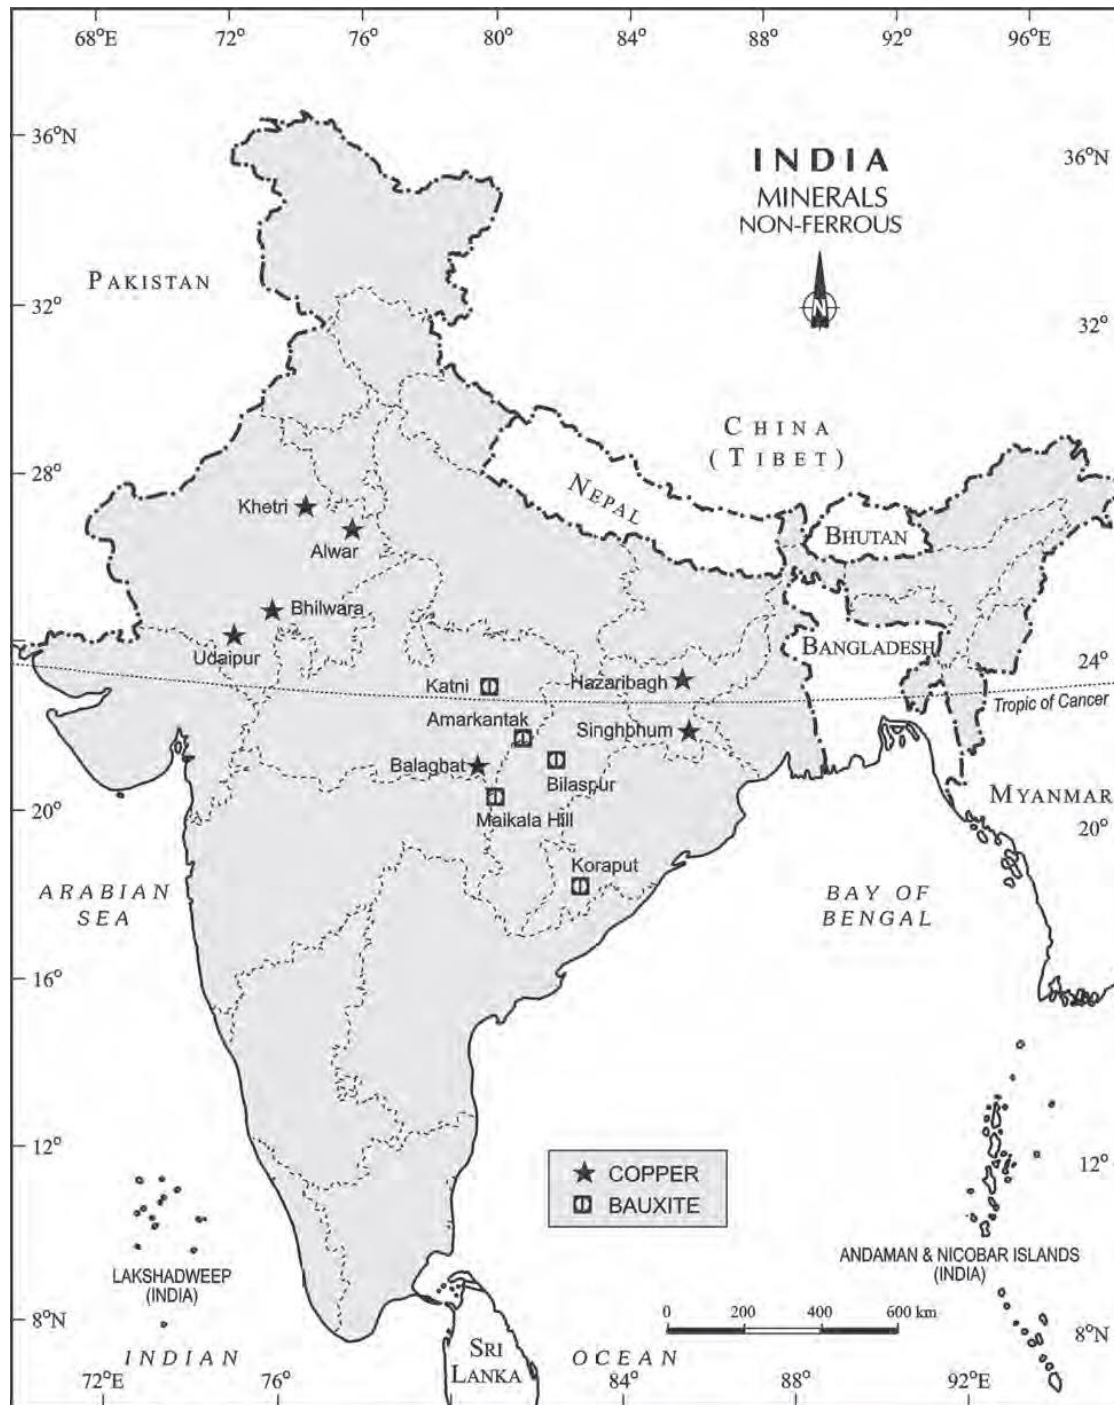 68°E 72° 76° 80° 84° 88° 92° 96°E
36°N
36°N
INDIA
MINERALS
NON-FERROUS
N
PAKISTAN
32°
32°
CHINA
(TIBET)
28°
NEPAL
BHUTAN
Khetri
Alwar
Bhilwara
Udaipur
BANGLADESH
24°
24°
Tropic of Cancer
Katni
Hazaribagh
Amarkantak
Singhbhum
Balaghat
Bilaspur
Maikala Hill
MYANMAR
20°
20°
Koraput
ARABIAN
SEA
BAY OF
BENGAL
16°
COPPER
BAUXITE
12°
12°
LAKSHADWEEP
(INDIA)
ANDAMAN & NICOBAR ISLANDS
(INDIA)
0 200 400 600 km
8°N
8°N
SRI
LANKA
INDIAN OCEAN
72°E 76° 84° 88° 92°E